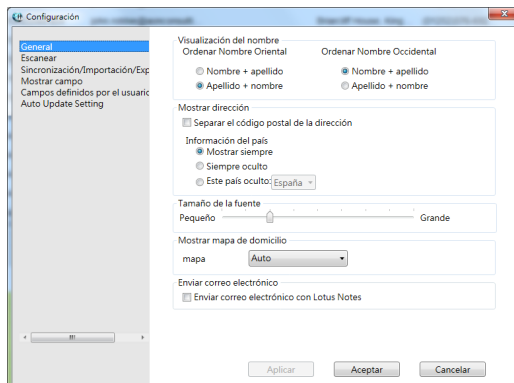 Configuración
General
Escanear
Sincronización/Importación/Exp
Mostrar campo
Campos definidos por el usuaric
Auto Update Setting
Visualización del nombre
Ordenar Nombre Oriental
Ordenar Nombre Occidental
Nombre + apellido
Nombre + apellido
Apellido + nombre
Apellido + nombre
Mostrar dirección
Separar el código postal de la dirección
Información del país
Mostrar siempre
Siempre oculto
Este país oculto: España
Tamaño de la fuente
Pequeño
Grande
Mostrar mapa de domicilio
mapa
Auto
Enviar correo electrónico
Enviar correo electrónico con Lotus Notes
Aplicar
Aceptar
Cancelar